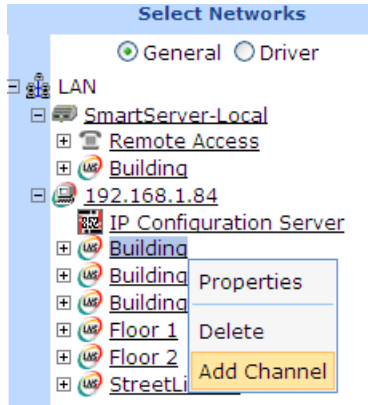 Select Networks
General Driver
LAN
SmartServer-Local
Remote Access
Building
192.168.1.84
IP Configuration Server
Building
Building
Properties
Building
Floor 1
Delete
Floor 2
Add Channel
StreetLi